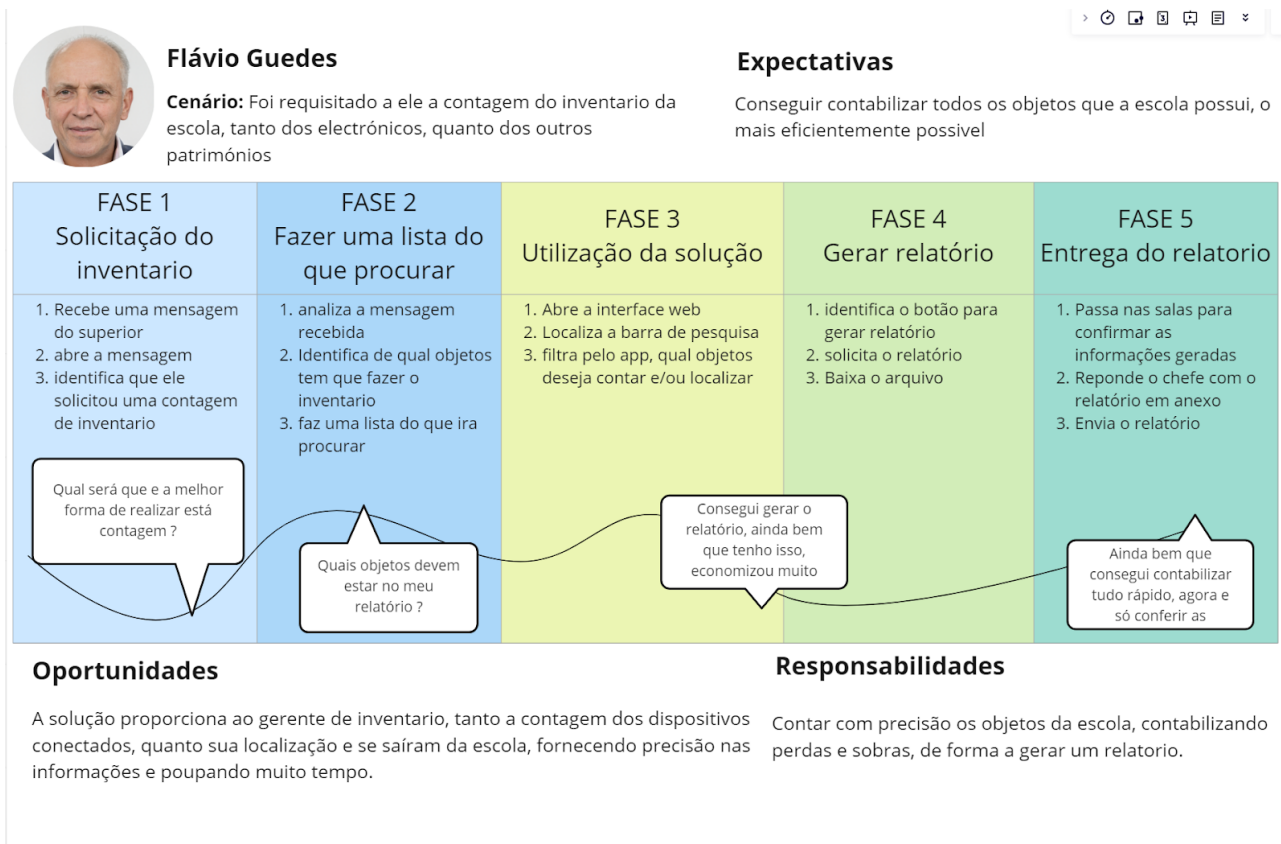 Flávio Guedes
Cenário: Foi requisitado a ele a contagem do inventario da
escola, tanto dos electrónicos, quanto dos outros
patrimónios
Expectativas
Conseguir contabilizar todos os objetos que a escola possui, o
mais eficientemente possivel
FASE 1
Solicitação do
inventario
1. Recebe uma mensagem
do superior
2. abre a mensagem
3. identifica que ele
solicitou uma contagem
de inventario
Qual será que e a melhor
forma de realizar está
contagem ?
FASE 2
Fazer uma lista do
que procurar
1. analiza a mensagem
recebida
2. Identifica de qual objetos
tem que fazer o
inventario
3. faz uma lista do que ira
procurar
Quais objetos devem
estar no meu
relatório ?
FASE 3
Utilização da solução
1. Abre a interface web
2. Localiza a barra de pesquisa
3. filtra pelo app, qual objetos
deseja contar e/ou localizar
Consegui gerar o
relatório, ainda bem
que tenho isso,
economizou muito
FASE 4
Gerar relatório
1. identifica o botão para
gerar relatório
2. solicita o relatório
3. Baixa o arquivo
FASE 5
Entrega do relatorio
1. Passa nas salas para
confirmar as
informações geradas
2. Reponde o chefe com o
relatório em anexo
3. Envia o relatório
Ainda bem que
consegui contabilizar
tudo rápido, agora e
só conferir as
Oportunidades
A solução proporciona ao gerente de inventario, tanto a contagem dos dispositivos
conectados, quanto sua localização e se saíram da escola, fornecendo precisão nas
informações e poupando muito tempo.
Responsabilidades
Contar com precisão os objetos da escola, contabilizando
perdas e sobras, de forma a gerar um relatorio.